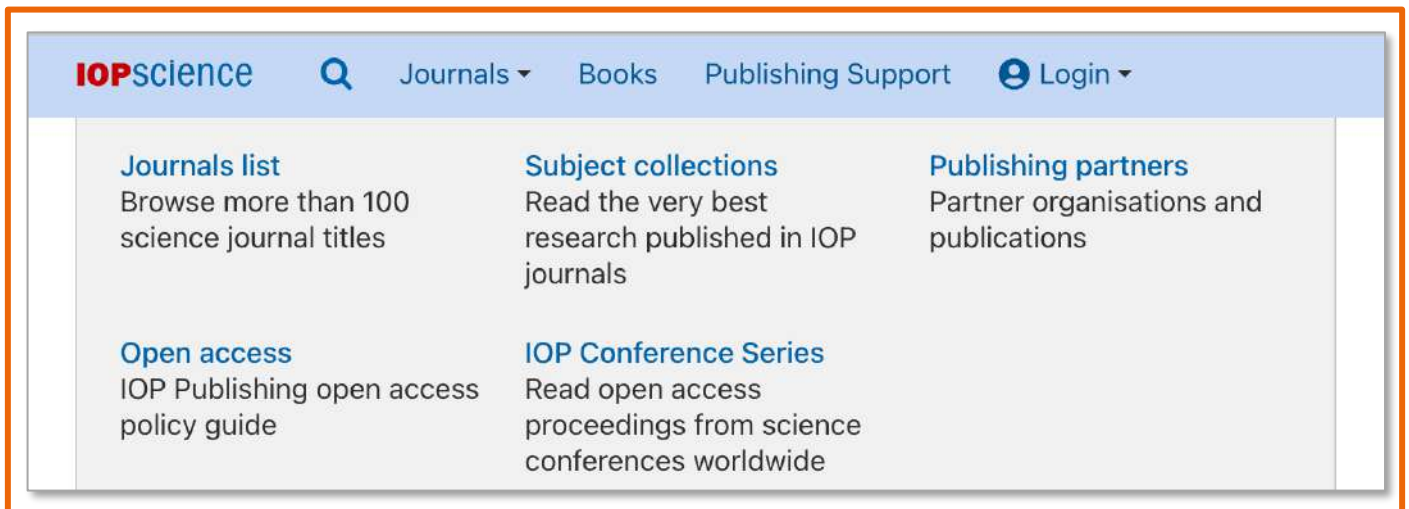 IOPscience Journals Books Publishing Support Login
Journals list
Browse more than 100
science journal titles
Subject collections
Read the very best
research published in IOP
journals
Publishing partners
Partner organisations and
publications
Open access
IOP Publishing open access
policy guide
IOP Conference Series
Read open access
proceedings from science
conferences worldwide